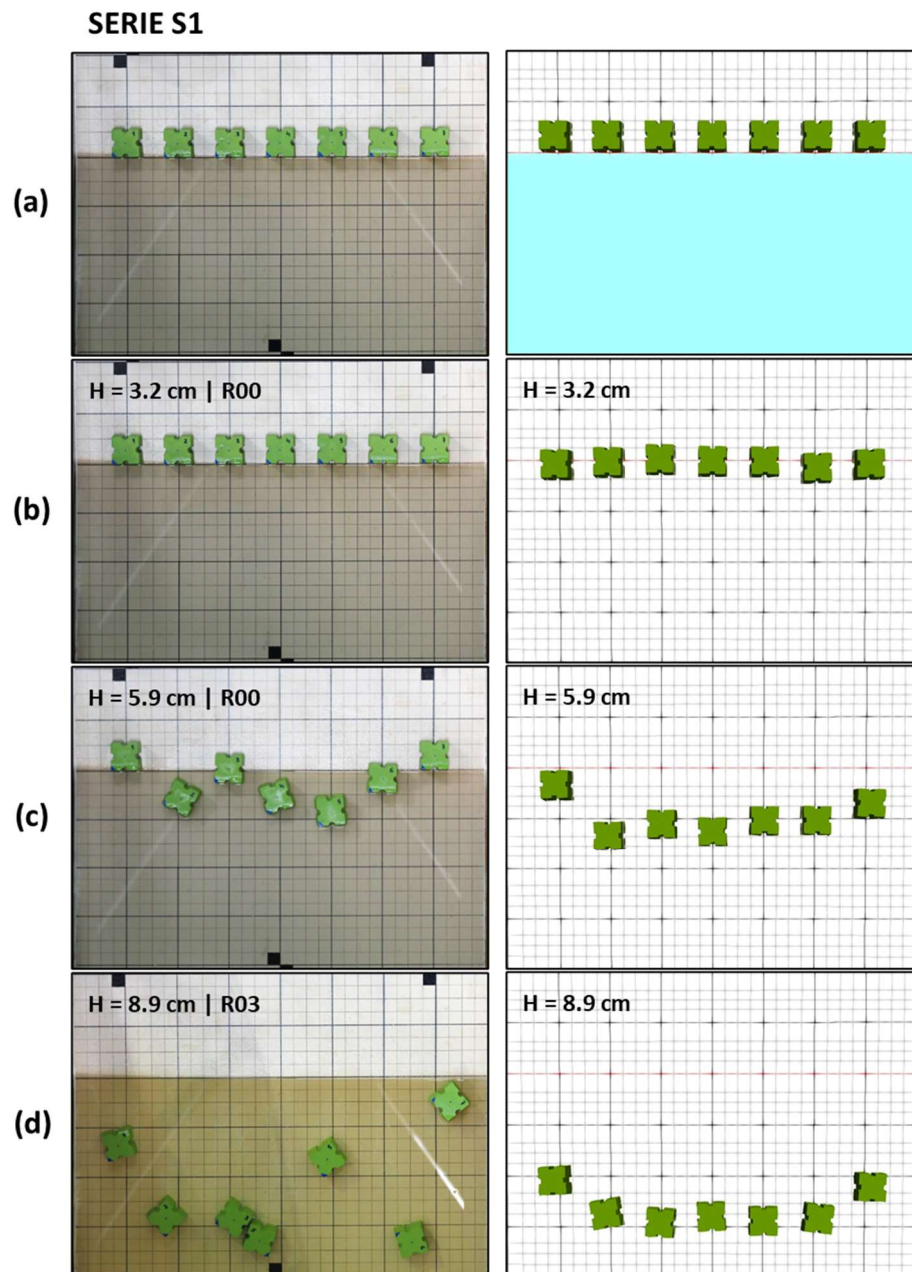 SERIE S1
(a)
(b)
H = 3.2 cm | R00
H = 3.2 cm
(c)
H = 5.9 cm | R00
H = 5.9 cm
(d)
H = 8.9 cm | R03
H = 8.9 cm